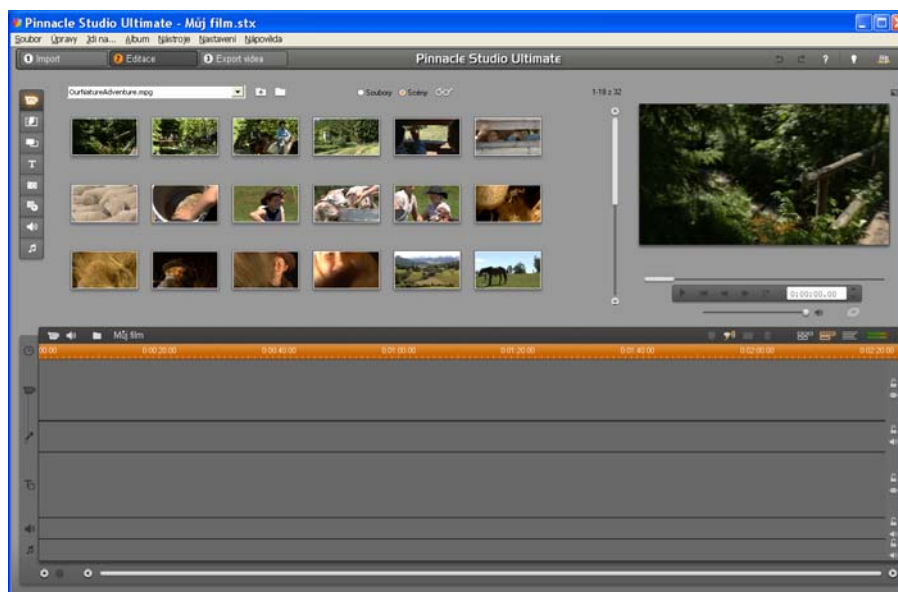 Pinnacle Studio Ultimate - Můj film.stx
Soubor Úpravy Jdi na... Album Nástroje Nastavení Nápověda
1 Import 2 Editace 3 Export videa Pinnacle Studio Ultimate ?
OurNatureAdventure.mpg Soubory Scény 1-18 z 32
T
0:00:00.00
Můj film
00:00 0:00:20.00 0:00:40.00 0:01:00.00 0:01:20.00 0:01:40.00 0:02:00.00 0:02:20.00